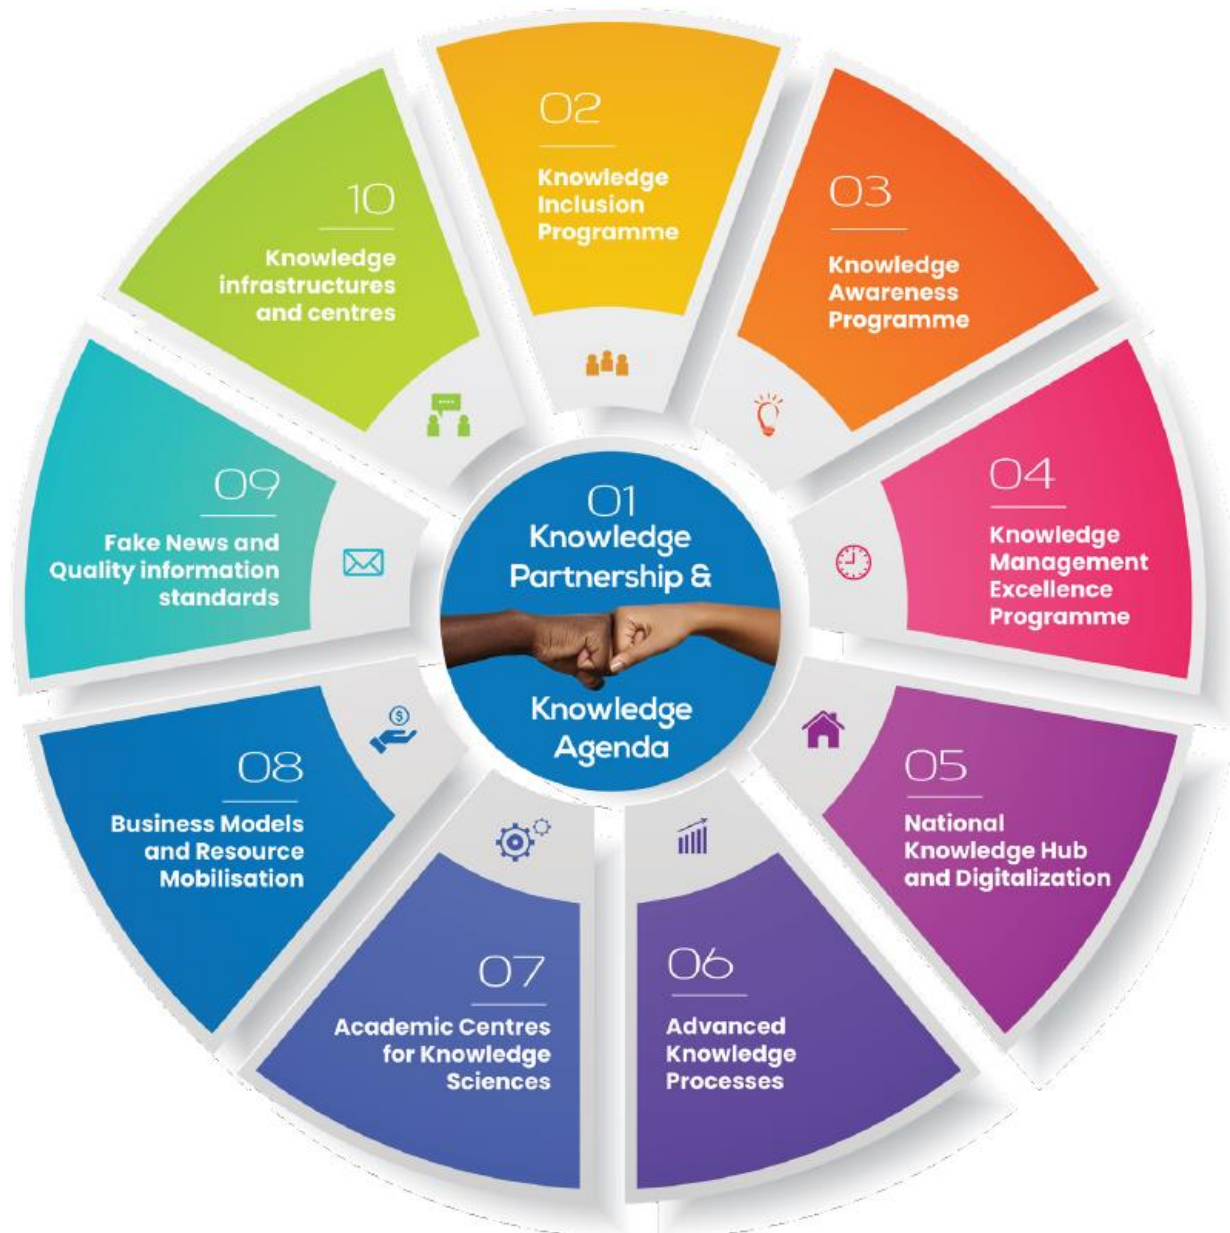 01
Knowledge
Partnership &
Knowledge
Agenda
02
Knowledge
Inclusion
Programme
03
Knowledge
Awareness
Programme
04
Knowledge
Management
Excellence
Programme
05
National
Knowledge Hub
and Digitalization
06
Advanced
Knowledge
Processes
07
Academic Centres
for Knowledge
Sciences
08
Business Models
and Resource
Mobilisation
09
Fake News and
Quality information
standards
10
Knowledge
infrastructures
and centres
$